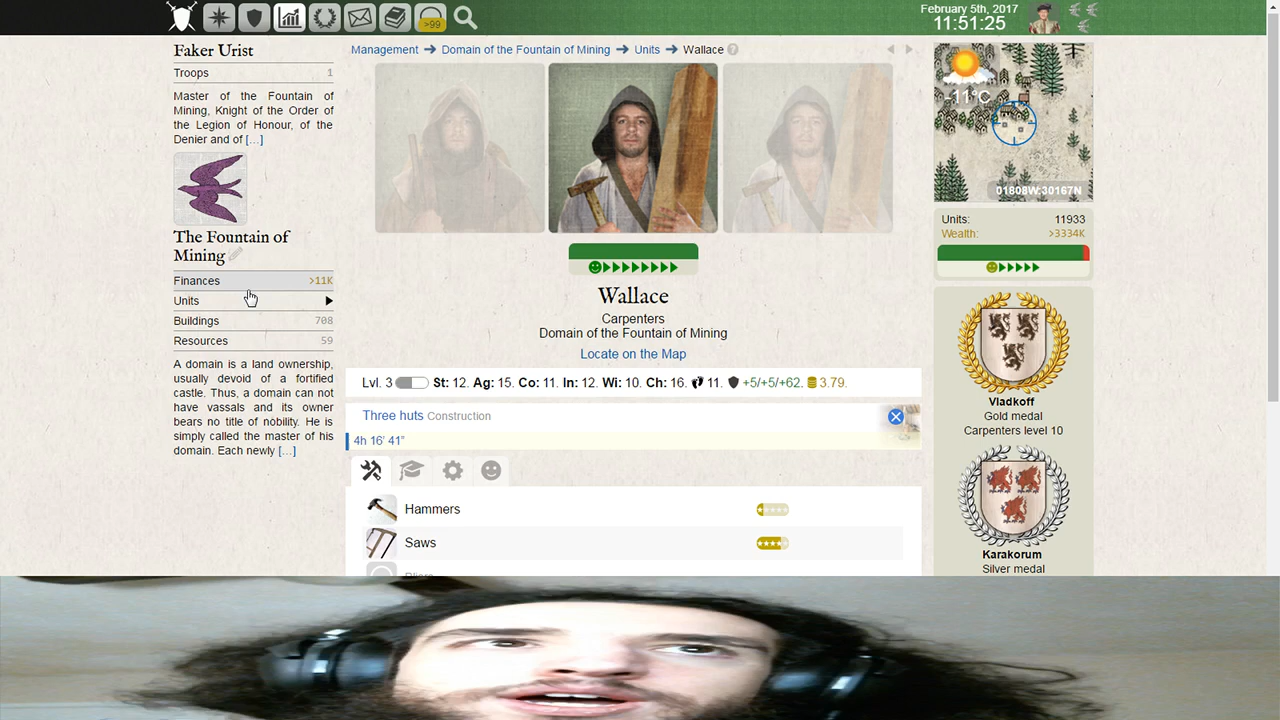 >99
February 5th, 2017
11:51:25
Faker Urist
Troops 1
Master of the Fountain of
Mining, Knight of the Order of
the Legion of Honour, of the
Denier and of [...]
The Fountain of
Mining
Finances >11K
Units
Buildings 708
Resources 59
A domain is a land ownership,
usually devoid of a fortified
castle. Thus, a domain can not
have vassals and its owner
bears no title of nobility. He is
simply called the master of his
domain. Each newly [...]
Management → Domain of the Fountain of Mining → Units → Wallace ?
Wallace
Carpenters
Domain of the Fountain of Mining
Locate on the Map
Lvl. 3 St: 12. Ag: 15. Co: 11. In: 12. Wi: 10. Ch: 16. 11. +5/+5/+62. 3.79.
Three huts Construction
4h 16' 41"
Hammers
Saws
-11°C
01808W:30167N
Units: 11933
Wealth: >3334K
Vladkoff
Gold medal
Carpenters level 10
Karakorum
Silver medal